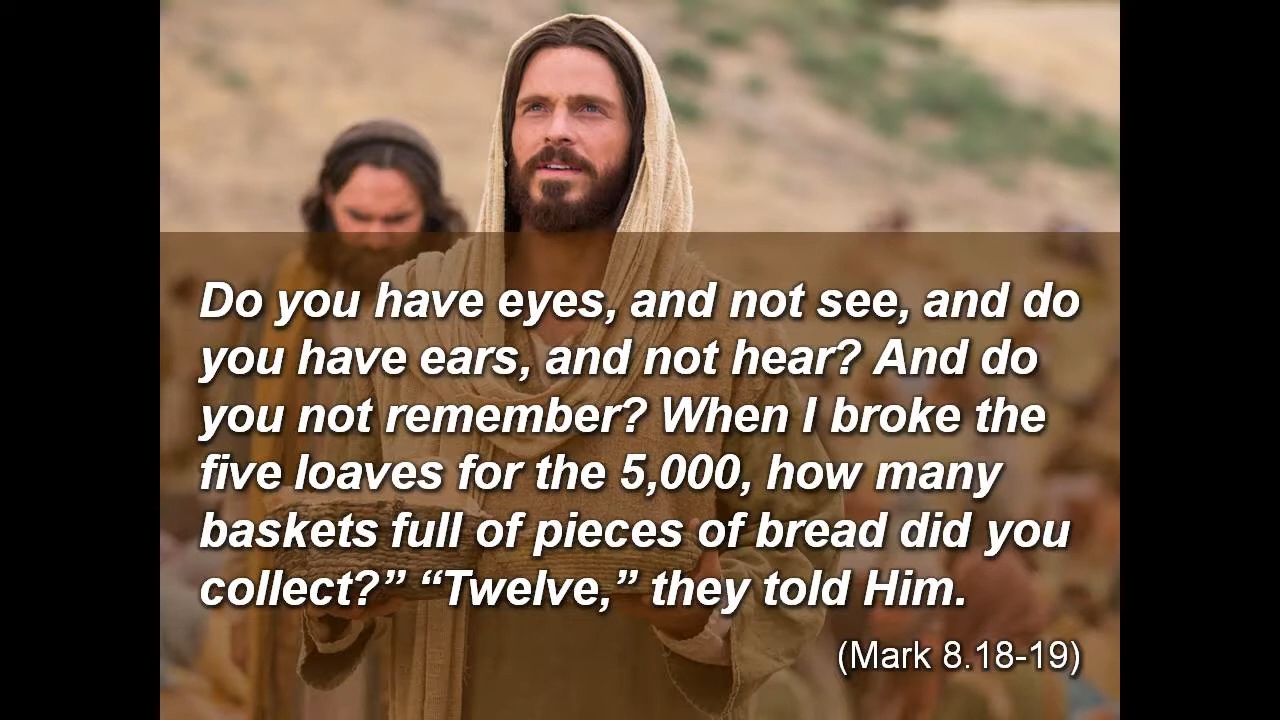 Do you have eyes, and not see, and do
you have ears, and not hear? And do
you not remember? When I broke the
five loaves for the 5,000, how many
baskets full of pieces of bread did you
collect?” “Twelve,” they told Him.
(Mark 8.18-19)